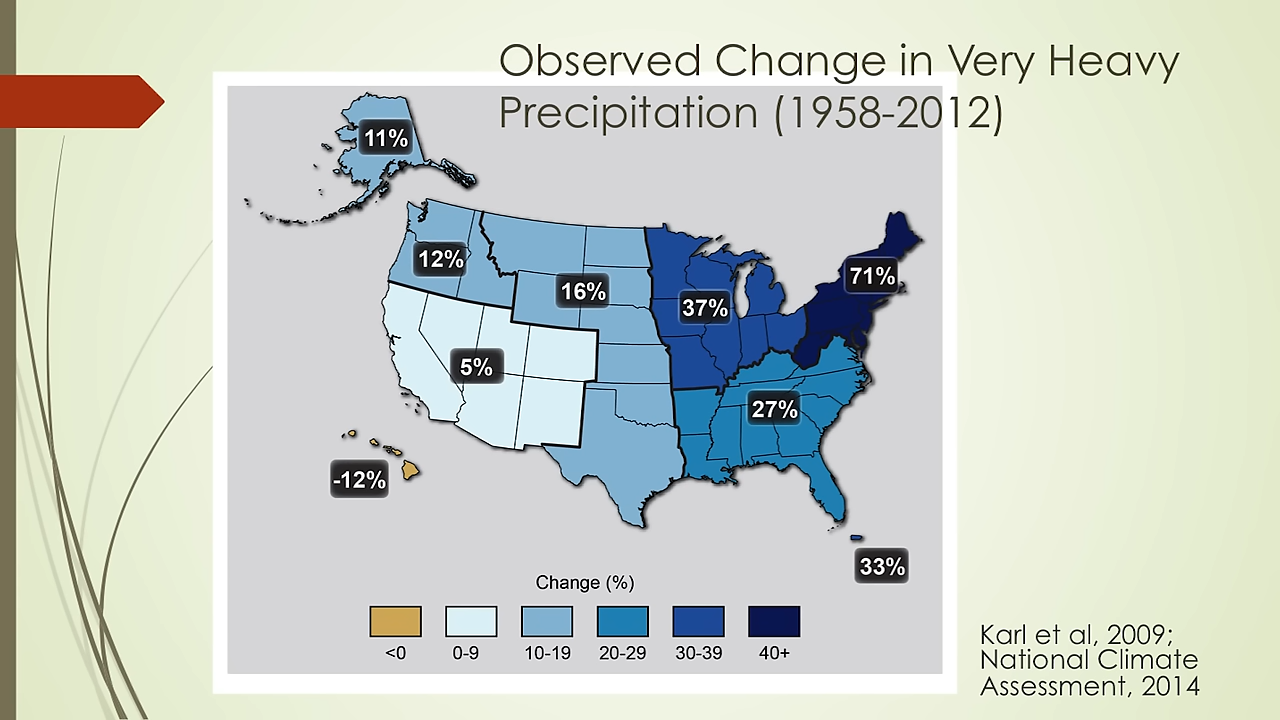 Observed Change in Very Heavy
Precipitation (1958-2012)
11%
12%
16%
37%
71%
5%
27%
-12%
33%
Change (%)
<0
0-9
10-19
20-29
30-39
40+
Karl et al, 2009;
National Climate
Assessment, 2014